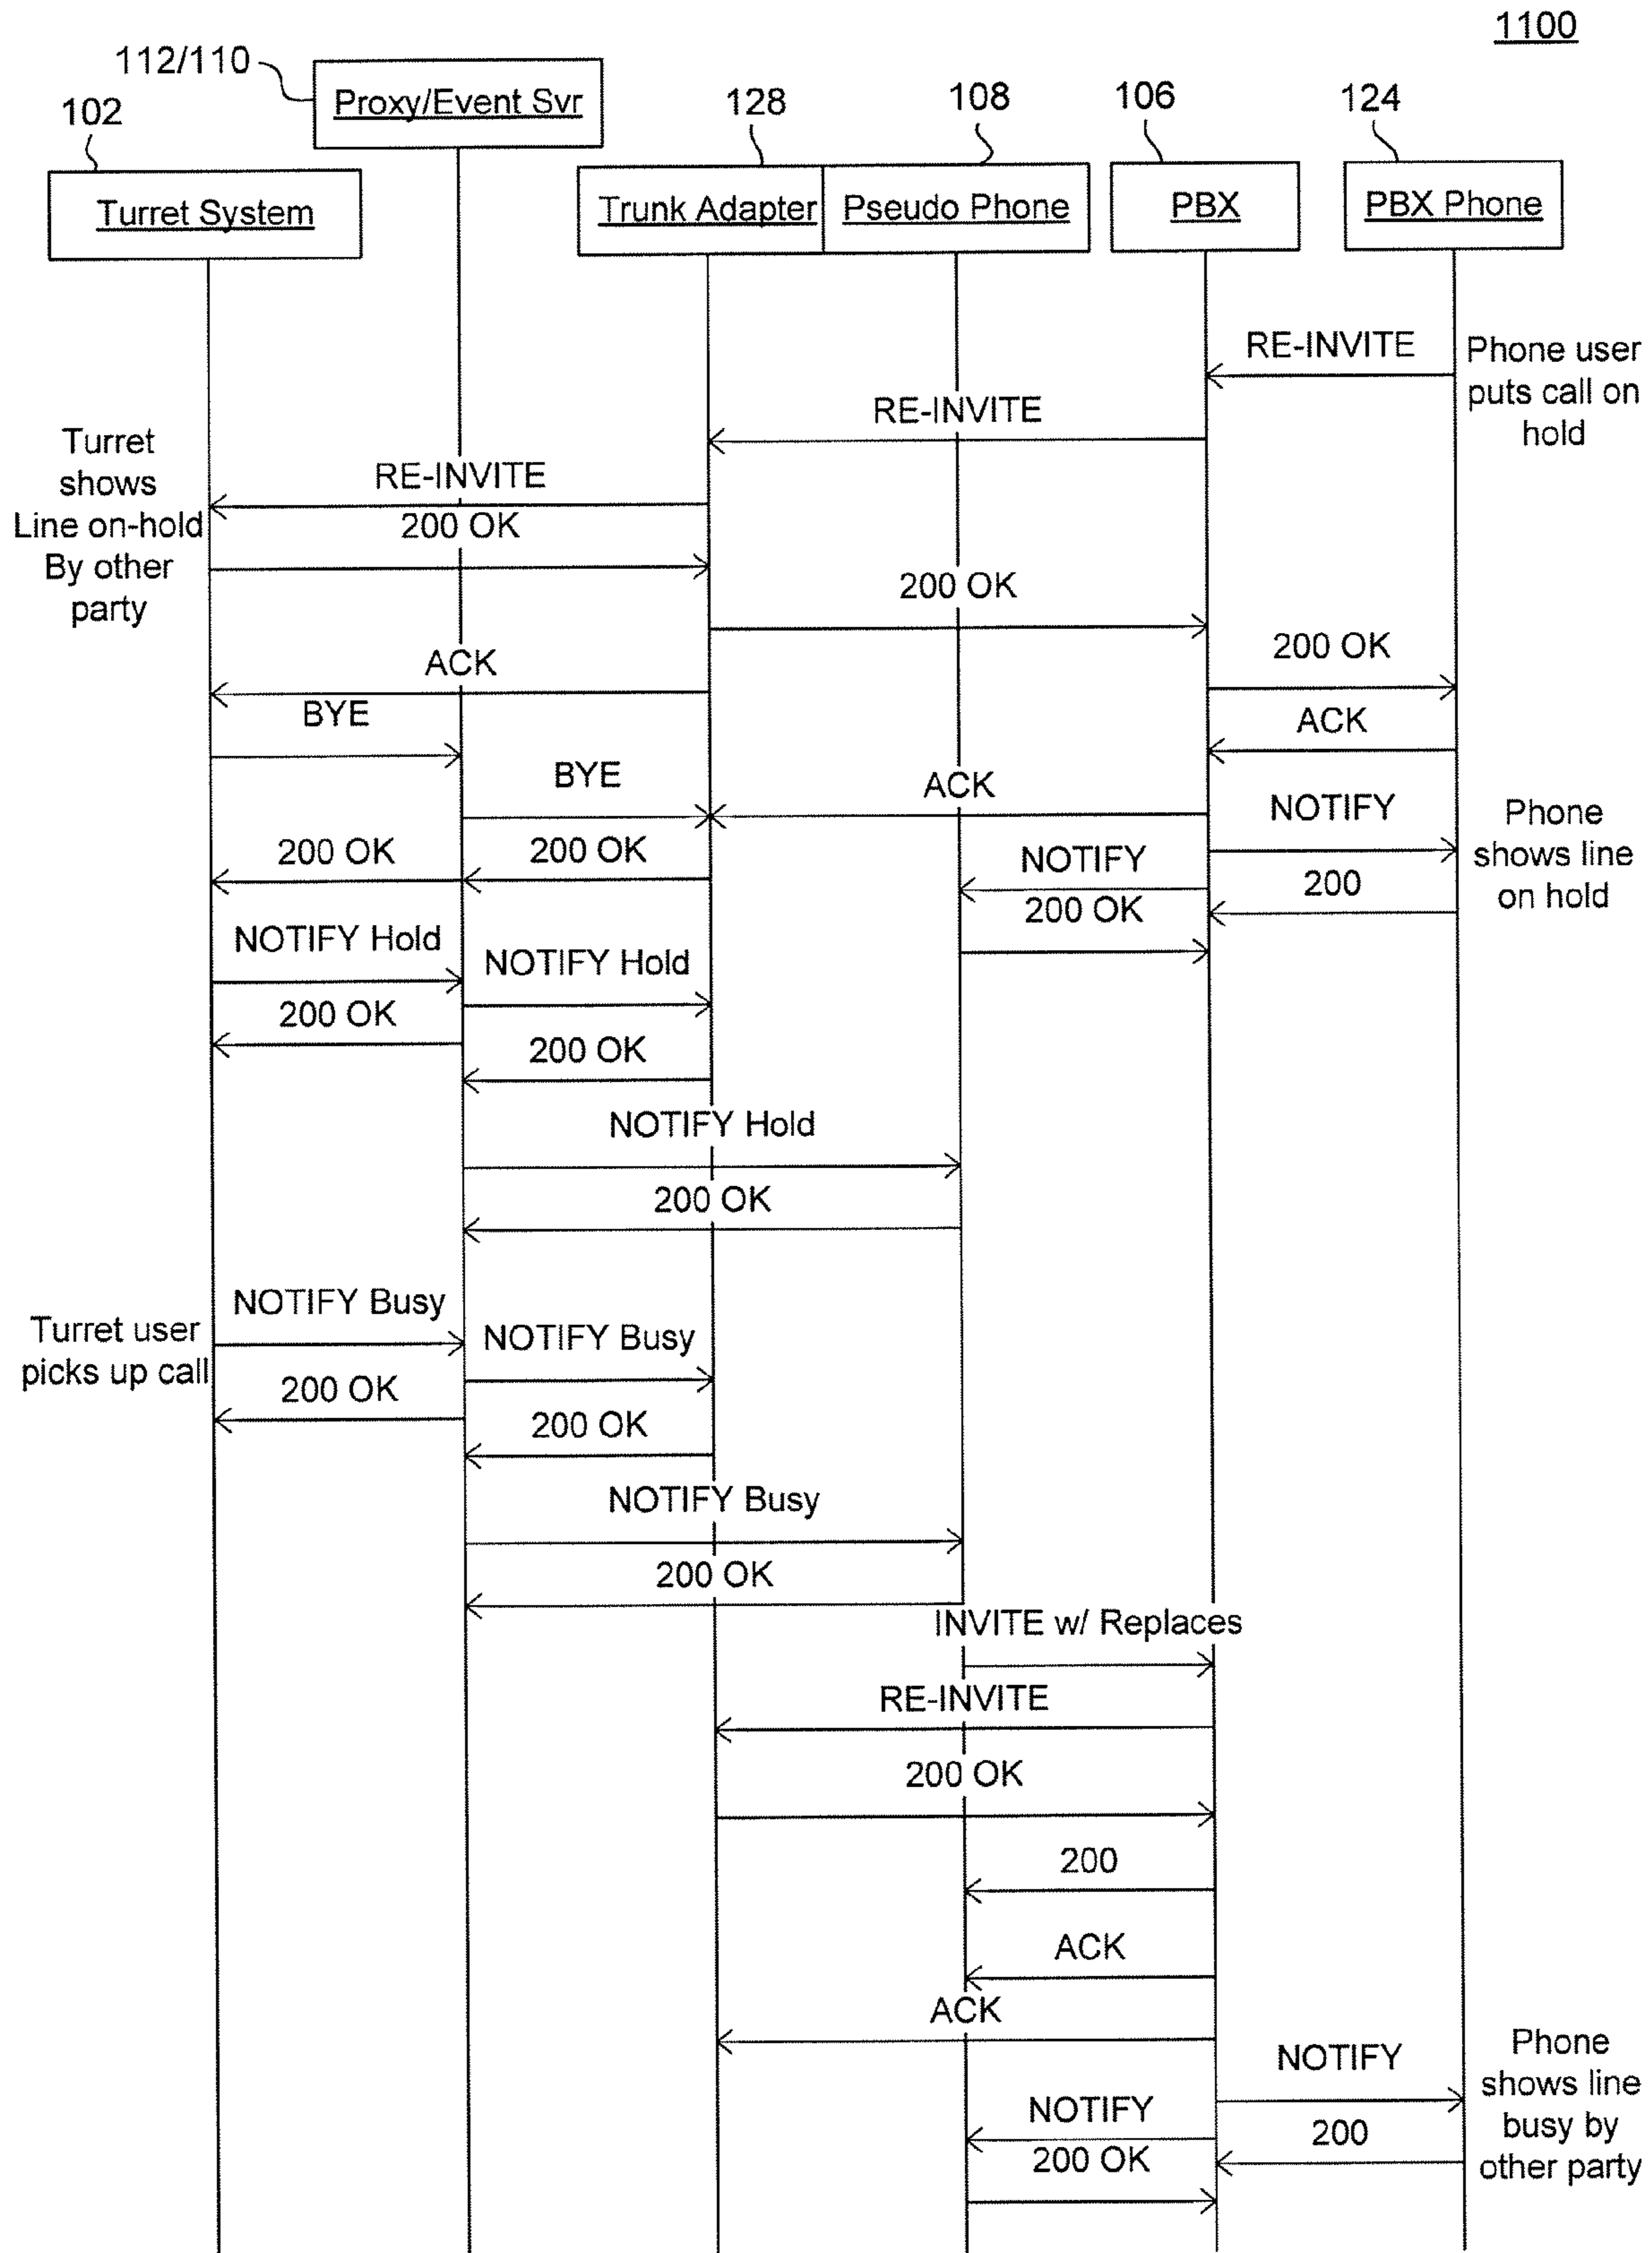 1100
112/110
Proxy/Event Svr
102
128
108
106
124
Turret System
Trunk Adapter
Pseudo Phone
PBX
PBX Phone
RE-INVITE
Phone user
puts call on
hold
RE-INVITE
Turret
shows
Line on-hold
By other
party
RE-INVITE
200 OK
200 OK
200 OK
ACK
ACK
BYE
BYE
ACK
NOTIFY
Phone
shows line
on hold
200 OK
200 OK
NOTIFY
200
200 OK
NOTIFY Hold
NOTIFY Hold
200 OK
200 OK
NOTIFY Hold
200 OK
NOTIFY Busy
Turret user
picks up call
NOTIFY Busy
200 OK
200 OK
NOTIFY Busy
200 OK
INVITE w/ Replaces
RE-INVITE
200 OK
200
ACK
ACK
NOTIFY
Phone
shows line
busy by
other party
NOTIFY
200
200 OK